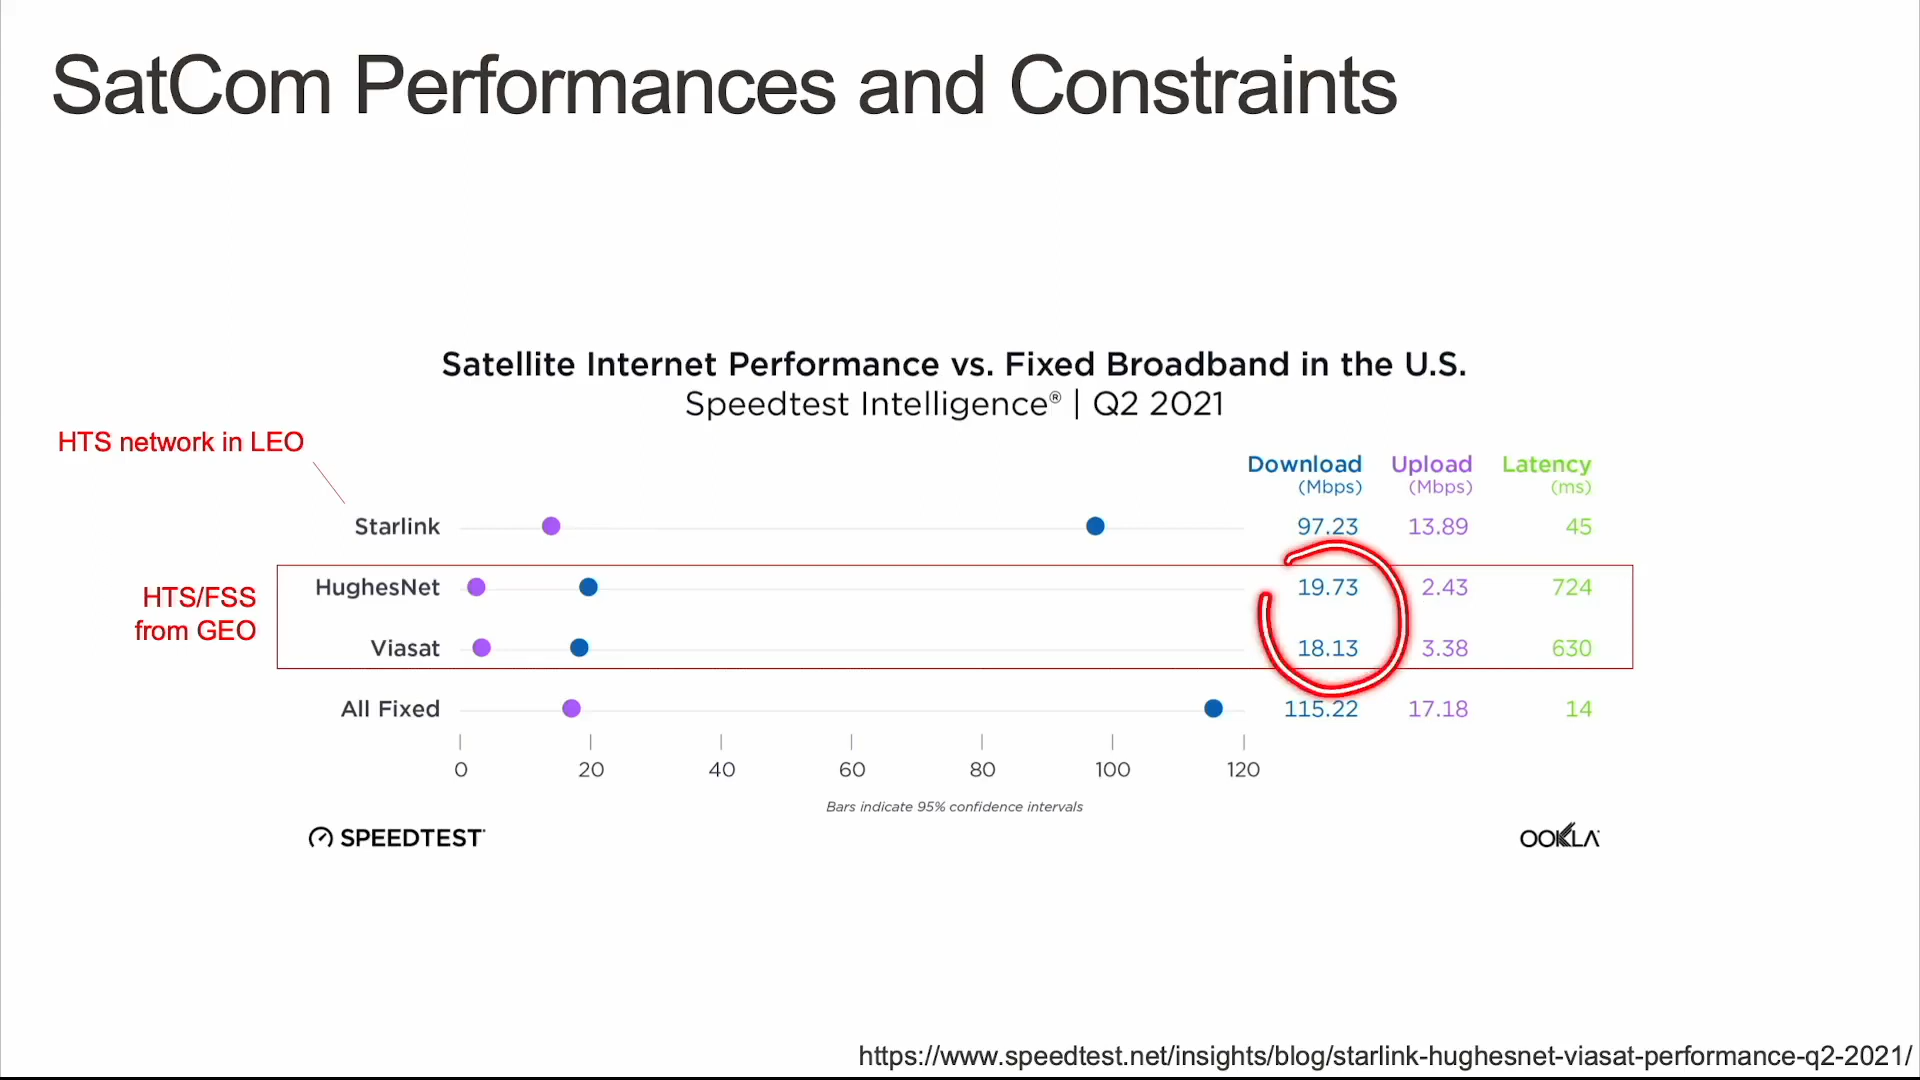 SatCom Performances and Constraints
Satellite Internet Performance vs. Fixed Broadband in the U.S.
Speedtest Intelligence® | Q2 2021
HTS network in LEO
Download Upload Latency
(Mbps) (Mbps) (ms)
Starlink 97.23 13.89 45
HTS/FSS
from GEO
HughesNet 19.73 2.43 724
Viasat 18.13 3.38 630
All Fixed 115.22 17.18 14
0 20 40 60 80 100 120
Bars indicate 95% confidence intervals
SPEEDTEST
OOKLA
https://www.speedtest.net/insights/blog/starlink-hughesnet-viasat-performance-q2-2021/